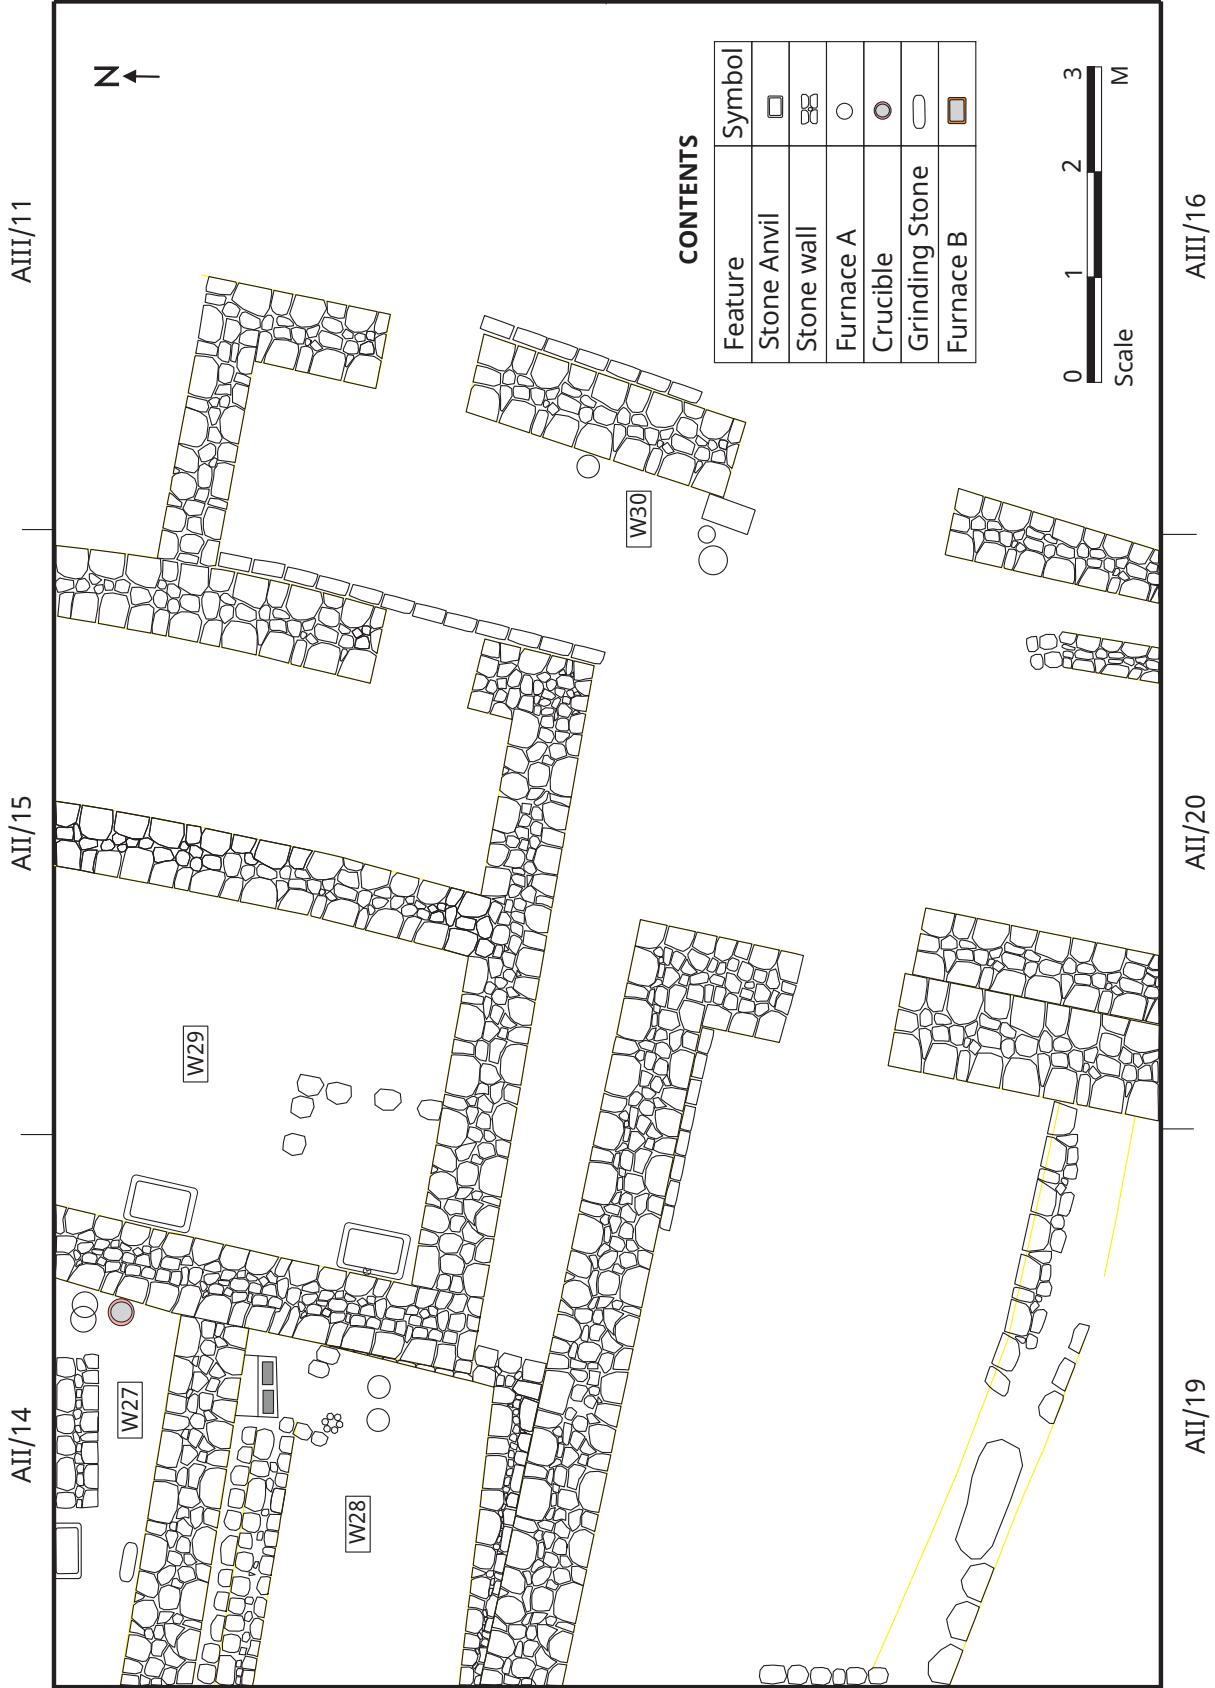 AII/14
AII/15
AIII/11
N
W27
W28
W29
W30
CONTENTS
Feature Symbol
Stone Anvil
Stone wall
Furnace A
Crucible
Grinding Stone
Furnace B
0 1 2 3
Scale M
AII/19
AII/20
AIII/16